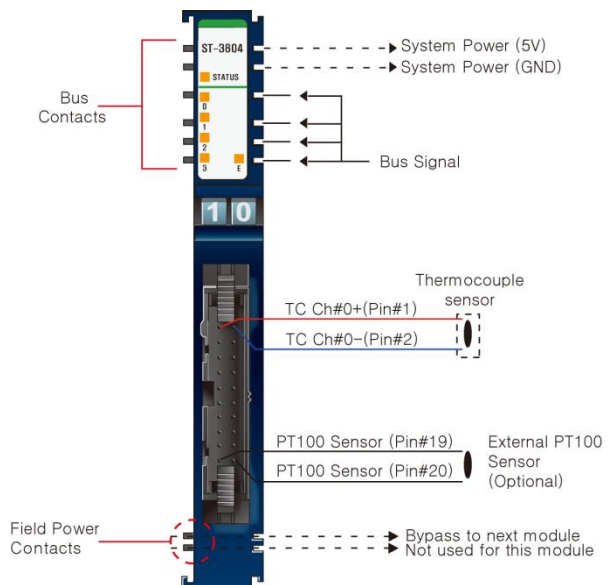 ST-3804
STATUS
0
1
2
3 E
1 0
Bus
Contacts
System Power (5V)
System Power (GND)
Bus Signal
Thermocouple
sensor
TC Ch#0+(Pin#1)
TC Ch#0-(Pin#2)
PT100 Sensor (Pin#19)
PT100 Sensor (Pin#20)
External PT100
Sensor
(Optional)
Field Power
Contacts
Bypass to next module
Not used for this module